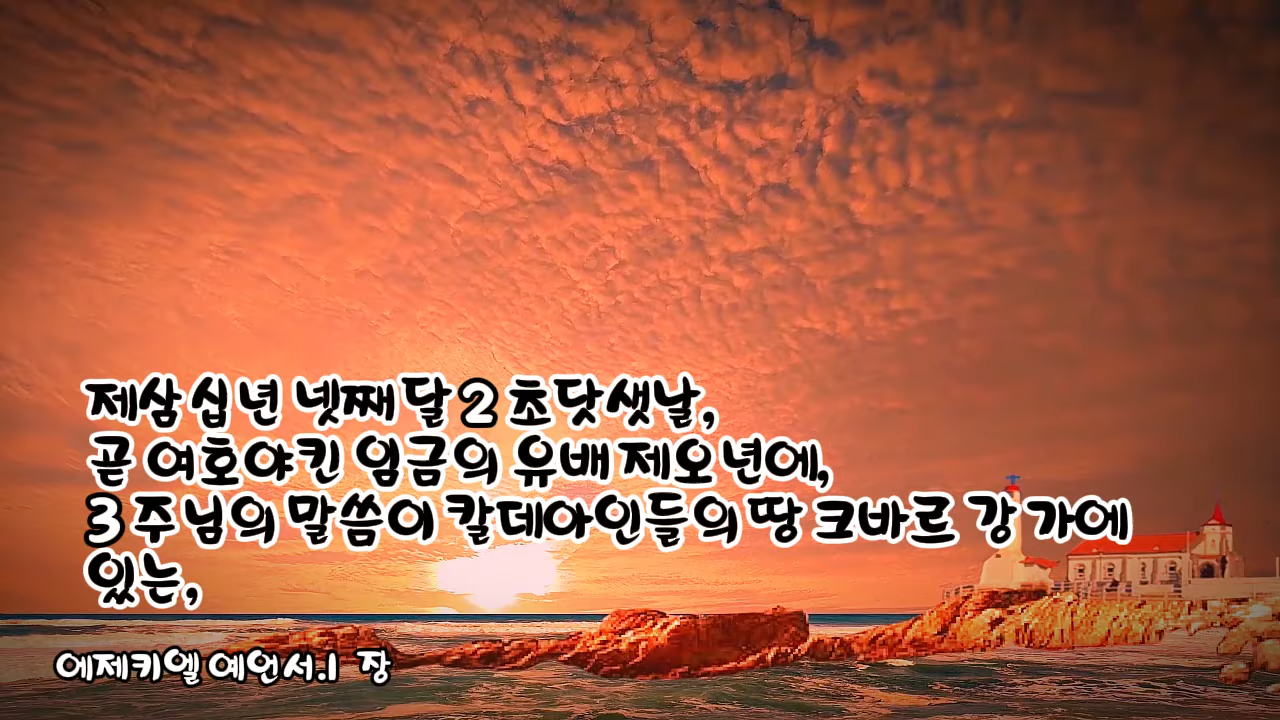 제삼십년 넷째달 2 초닷샛날,
곧 여호야킨 임금의 유배 제오년에,
3 주님의 말씀이 칼데아인들의 땅 크바르 강 가에
있는,
에제키엘 예언서.1 장